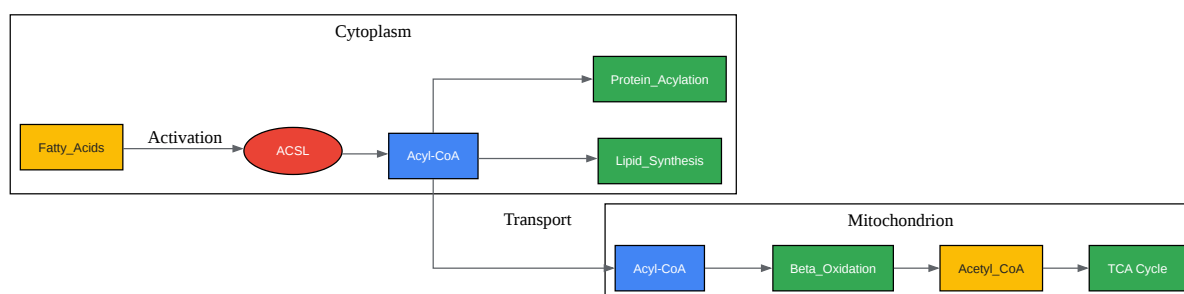 Cytoplasm
Protein_Acylation
Fatty_Acids
Activation
ACSL
Acyl-CoA
Lipid_Synthesis
Transport
Mitochondrion
Acyl-CoA
Beta_Oxidation
Acetyl_CoA
TCA Cycle